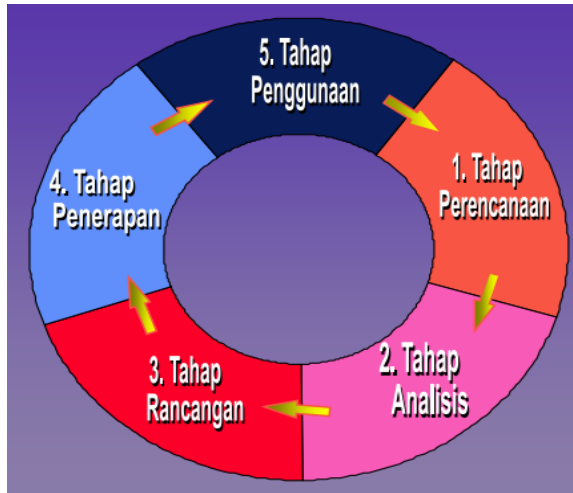 5. Tahap
Penggunaan
1. Tahap
Perencanaan
2. Tahap
Analisis
3. Tahap
Rancangan
4. Tahap
Penerapan